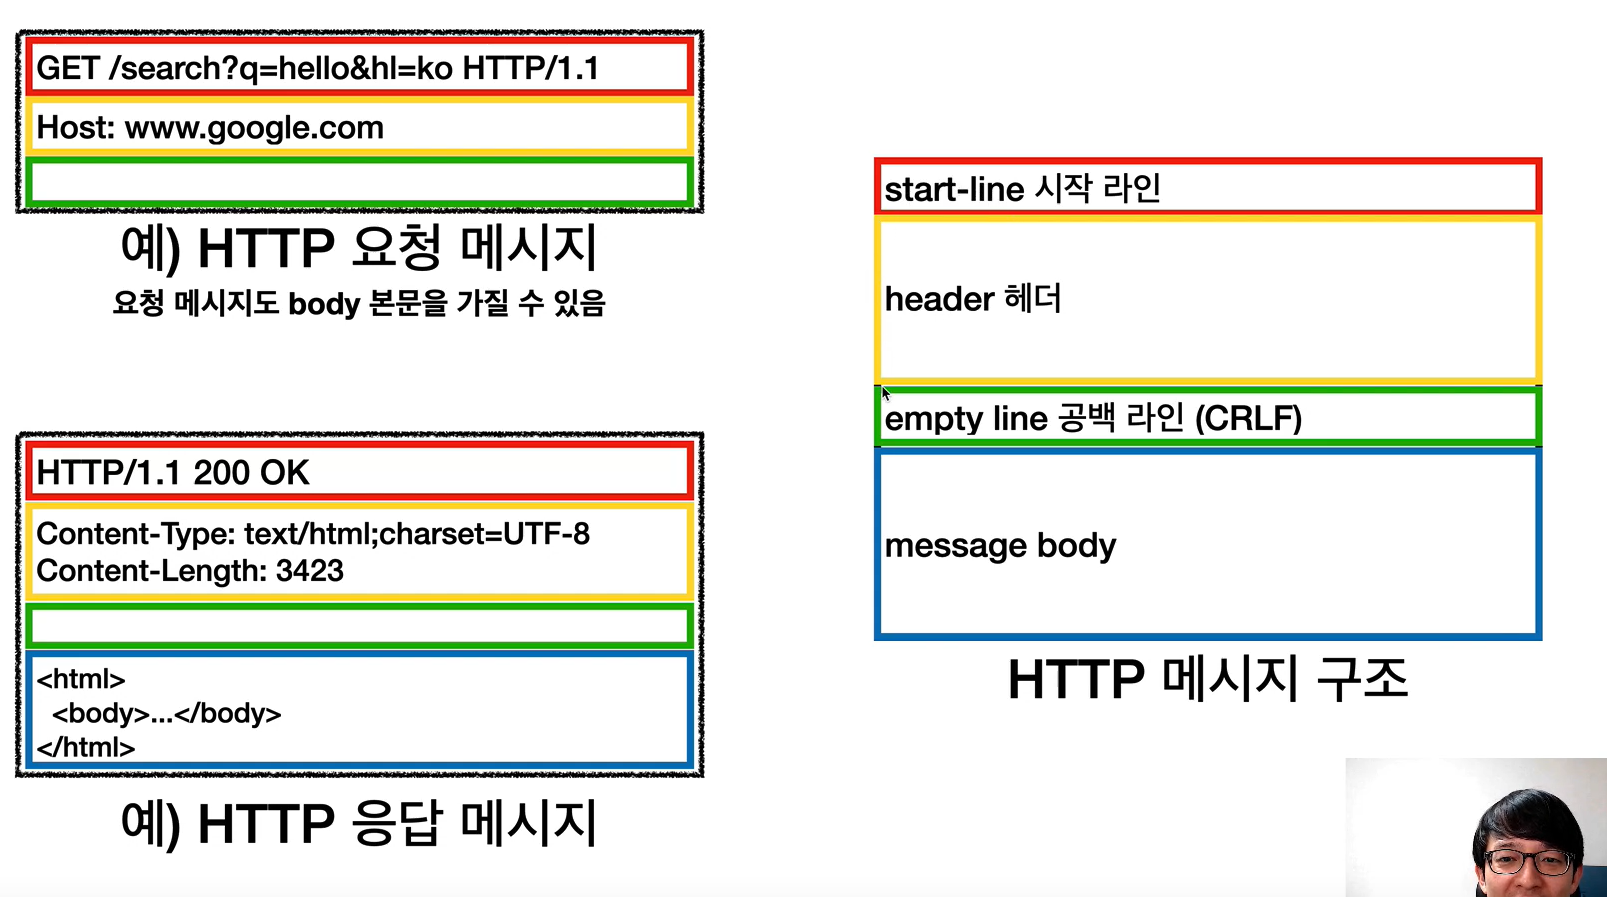 GET /search?q=hello&hl=ko HTTP/1.1
Host: www.google.com
예) HTTP 요청 메시지
요청 메시지도 body 본문을 가질 수 있음
HTTP/1.1 200 OK
Content-Type: text/html;charset=UTF-8
Content-Length: 3423
<html>
<body>...</body>
</html>
예) HTTP 응답 메시지
start-line 시작 라인
header 헤더
empty line 공백 라인 (CRLF)
message body
HTTP 메시지 구조